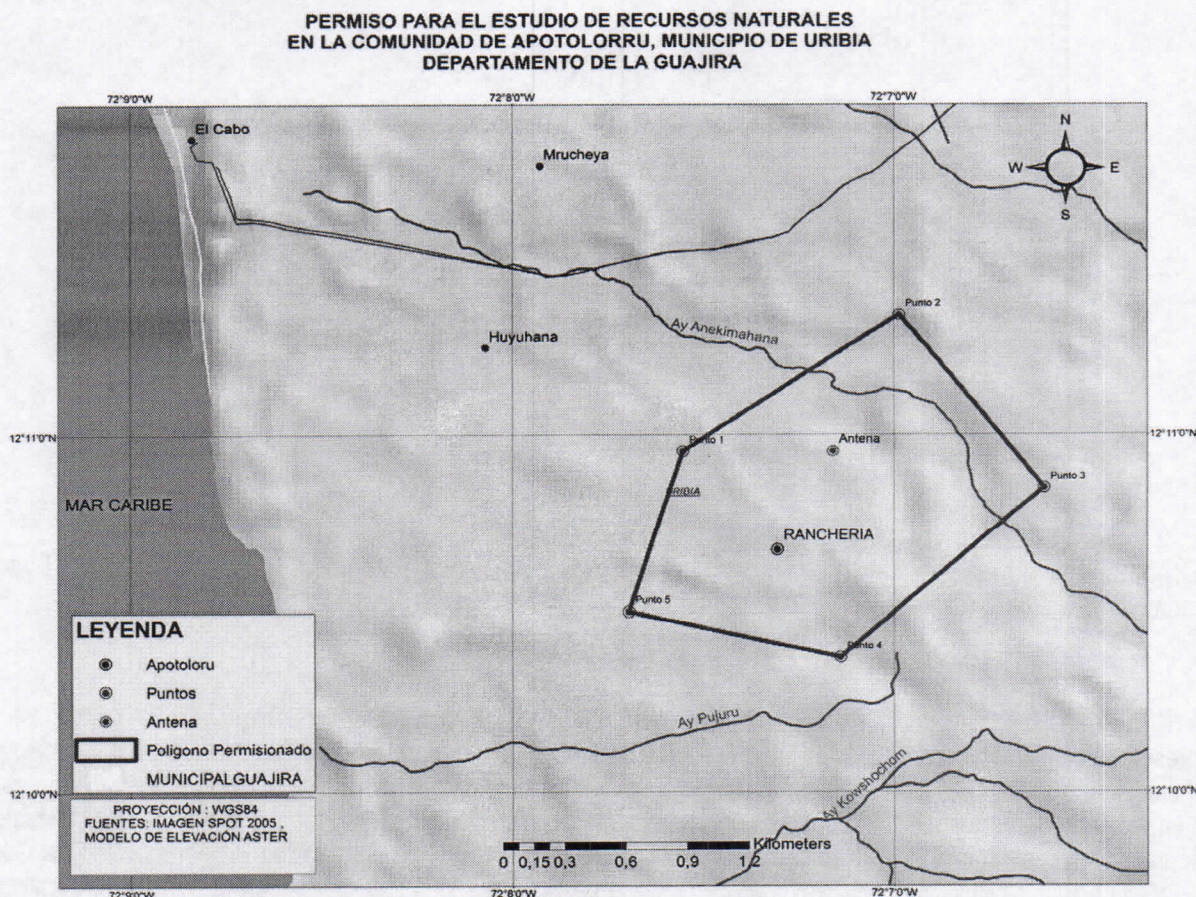 PERMISO PARA EL ESTUDIO DE RECURSOS NATURALES
EN LA COMUNIDAD DE APOTOLORRU, MUNICIPIO DE URIBIA
DEPARTAMENTO DE LA GUAJIRA
72°9'0"W
72°8'0"W
72°7'0"W
El Cabo
Mrucheya
N
W
E
S
Punto 2
Ay Anekimahana
Huyuhana
12°11'0"N
12°11'0"N
Punto 1
Antena
Punto 3
URIBIA
MAR CARIBE
RANCHERIA
Punto 5
Punto 4
LEYENDA
Apotoloru
Puntos
Antena
Poligono Permisionado
MUNICIPALGUAJIRA
Ay Pujuru
Ay Kowshochom
12°10'0"N
12°10'0"N
PROYECCIÓN : WGS84
FUENTES: IMAGEN SPOT 2005 ,
MODELO DE ELEVACIÓN ASTER
Kilometers
0 0,15 0,3 0,6 0,9 1,2
72°9'0"W
72°8'0"W
72°7'0"W